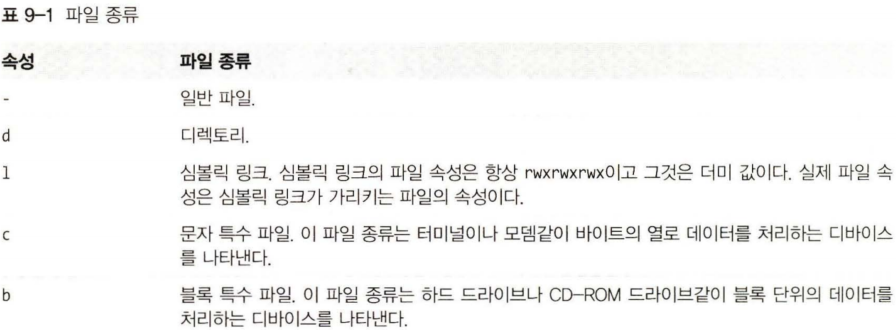 표 9-1 파일 종류
속성 파일 종류
- 일반 파일.
d 디렉토리.
l 심볼릭 링크. 심볼릭 링크의 파일 속성은 항상 rwxrwxrwx이고 그것은 더미 값이다. 실제 파일 속
성은 심볼릭 링크가 가리키는 파일의 속성이다.
c 문자 특수 파일. 이 파일 종류는 터미널이나 모뎀같이 바이트의 열로 데이터를 처리하는 디바이스
를 나타낸다.
b 블록 특수 파일. 이 파일 종류는 하드 드라이브나 CD-ROM 드라이브같이 블록 단위의 데이터를
처리하는 디바이스를 나타낸다.